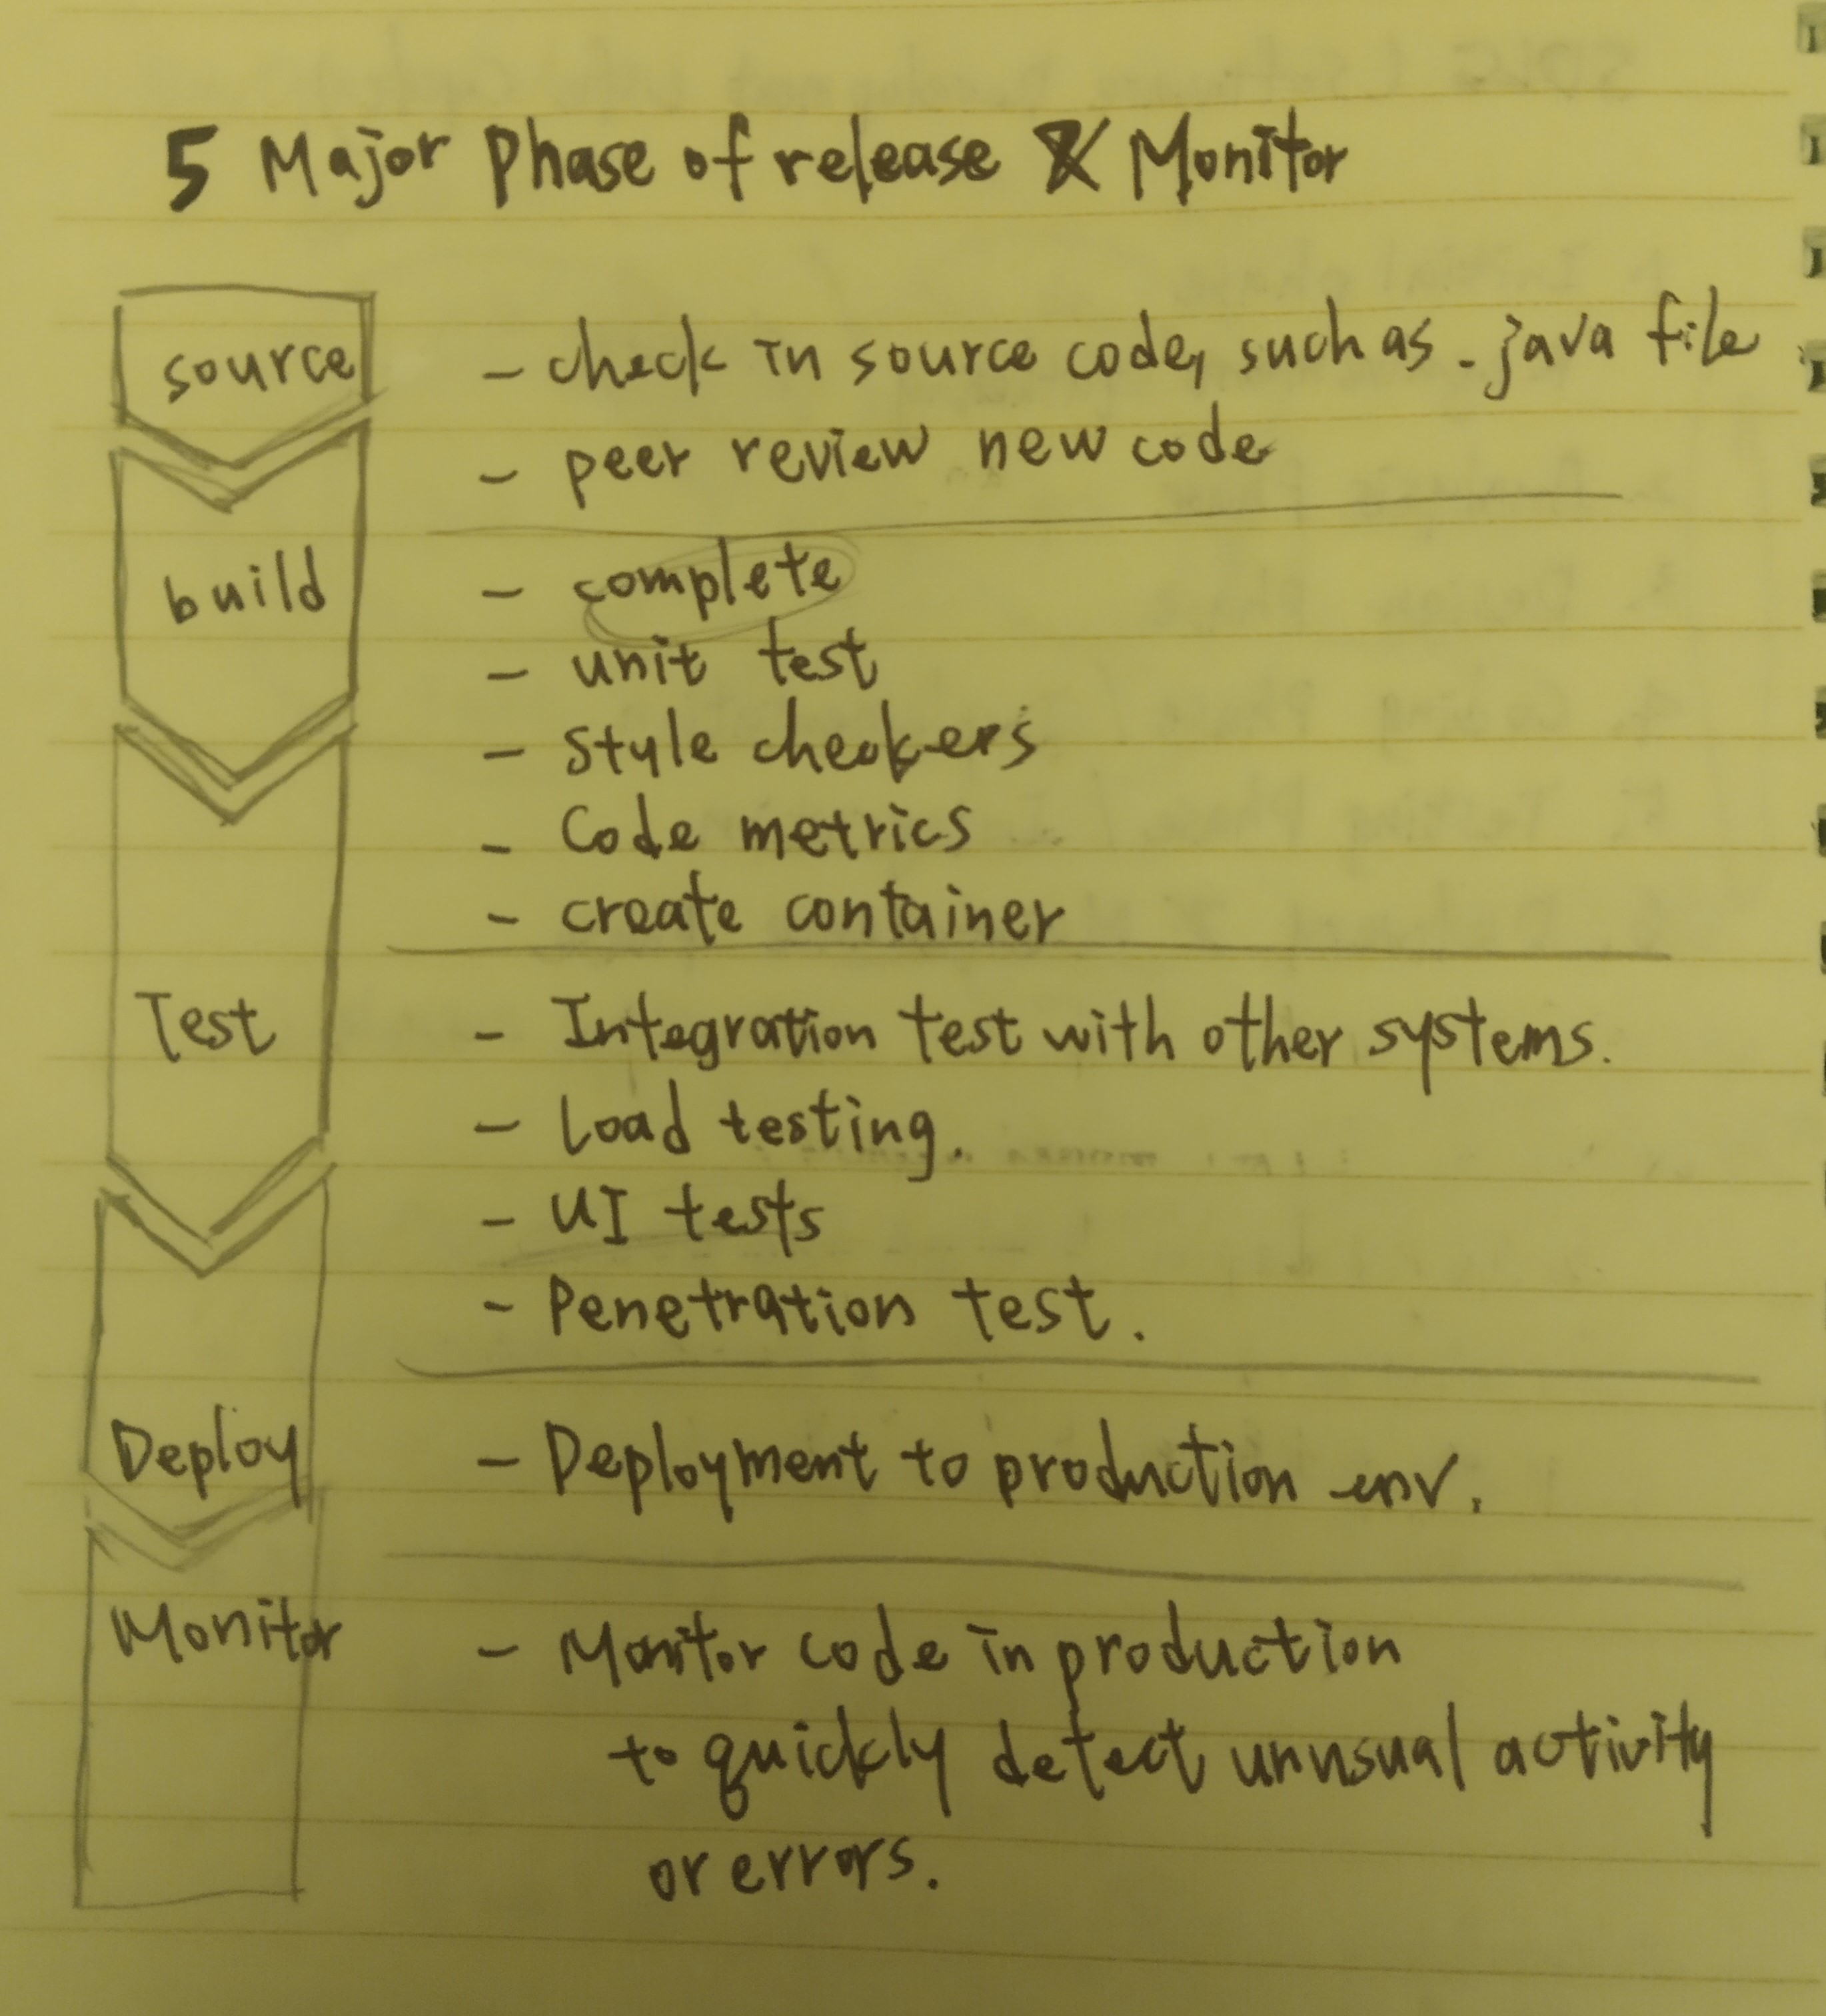 5 Major Phase of release & Monitor
source
- check in source code, such as .java file
- peer review new code
build
- complete
- unit test
- style checkers
- Code metrics
- create container
Test
- Integration test with other systems.
- Load testing.
- UI tests
- Penetration test.
Deploy
- Deployment to production env.
Monitor
- Monitor code in production
to quickly detect unusual activity
or errors.